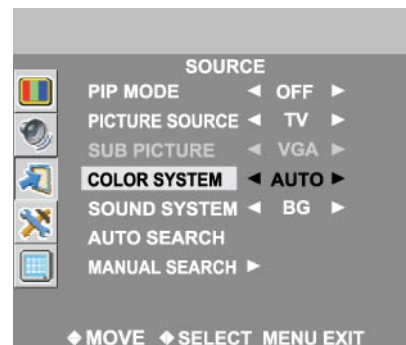 SOURCE
PIP MODE ◄ OFF ►
PICTURE SOURCE ◄ TV ►
SUB PICTURE ◄ VGA ►
COLOR SYSTEM ◄ AUTO ►
SOUND SYSTEM ◄ BG ►
AUTO SEARCH
MANUAL SEARCH ►
◆ MOVE ◆ SELECT MENU EXIT